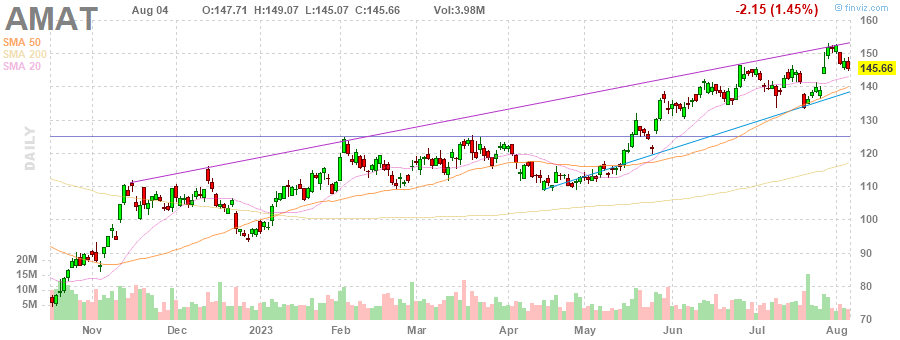 AMAT Aug 04 O:147.71 H:149.07 L:145.07 C:145.66 Vol:3.98M -2.15 (1.45%) © finviz.com
SMA 50
SMA 200
SMA 20
DAILY
160
150
145.66
140
130
120
110
100
90
80
70
20M
15M
10M
5M
Nov Dec 2023 Feb Mar Apr May Jun Jul Aug